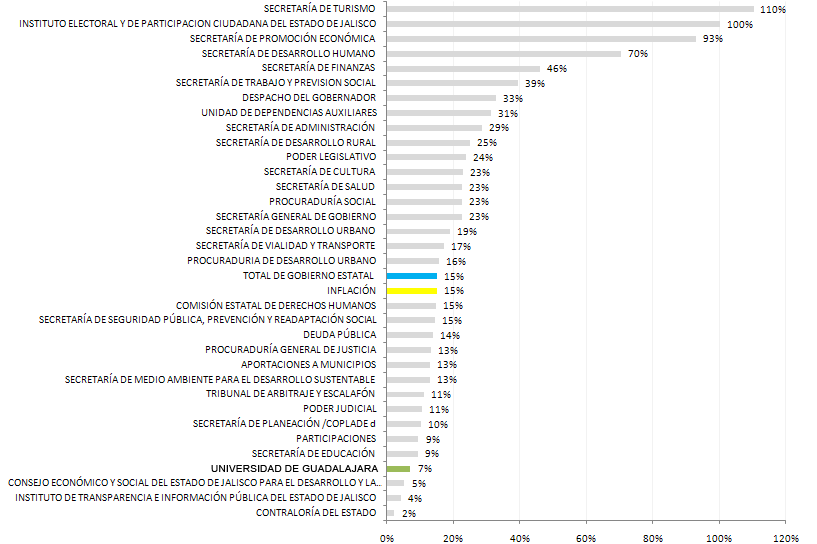 SECRETARÍA DE TURISMO 110%
INSTITUTO ELECTORAL Y DE PARTICIPACION CIUDADANA DEL ESTADO DE JALISCO 100%
SECRETARÍA DE PROMOCIÓN ECONÓMICA 93%
SECRETARÍA DE DESARROLLO HUMANO 70%
SECRETARÍA DE FINANZAS 46%
SECRETARÍA DE TRABAJO Y PREVISION SOCIAL 39%
DESPACHO DEL GOBERNADOR 33%
UNIDAD DE DEPENDENCIAS AUXILIARES 31%
SECRETARÍA DE ADMINISTRACIÓN 29%
SECRETARÍA DE DESARROLLO RURAL 25%
PODER LEGISLATIVO 24%
SECRETARÍA DE CULTURA 23%
SECRETARÍA DE SALUD 23%
PROCURADURÍA SOCIAL 23%
SECRETARÍA GENERAL DE GOBIERNO 23%
SECRETARÍA DE DESARROLLO URBANO 19%
SECRETARÍA DE VIALIDAD Y TRANSPORTE 17%
PROCURADURIA DE DESARROLLO URBANO 16%
TOTAL DE GOBIERNO ESTATAL 15%
INFLACIÓN 15%
COMISIÓN ESTATAL DE DERECHOS HUMANOS 15%
SECRETARÍA DE SEGURIDAD PÚBLICA, PREVENCIÓN Y READAPTACIÓN SOCIAL 15%
DEUDA PÚBLICA 14%
PROCURADURÍA GENERAL DE JUSTICIA 13%
APORTACIONES A MUNICIPIOS 13%
SECRETARÍA DE MEDIO AMBIENTE PARA EL DESARROLLO SUSTENTABLE 13%
TRIBUNAL DE ARBITRAJE Y ESCALAFÓN 11%
PODER JUDICIAL 11%
SECRETARÍA DE PLANEACIÓN /COPLADE d 10%
PARTICIPACIONES 9%
SECRETARÍA DE EDUCACIÓN 9%
UNIVERSIDAD DE GUADALAJARA 7%
CONSEJO ECONÓMICO Y SOCIAL DEL ESTADO DE JALISCO PARA EL DESARROLLO Y LA... 5%
INSTITUTO DE TRANSPARENCIA E INFORMACIÓN PÚBLICA DEL ESTADO DE JALISCO 4%
CONTRALORÍA DEL ESTADO 2%
0% 20% 40% 60% 80% 100% 120%